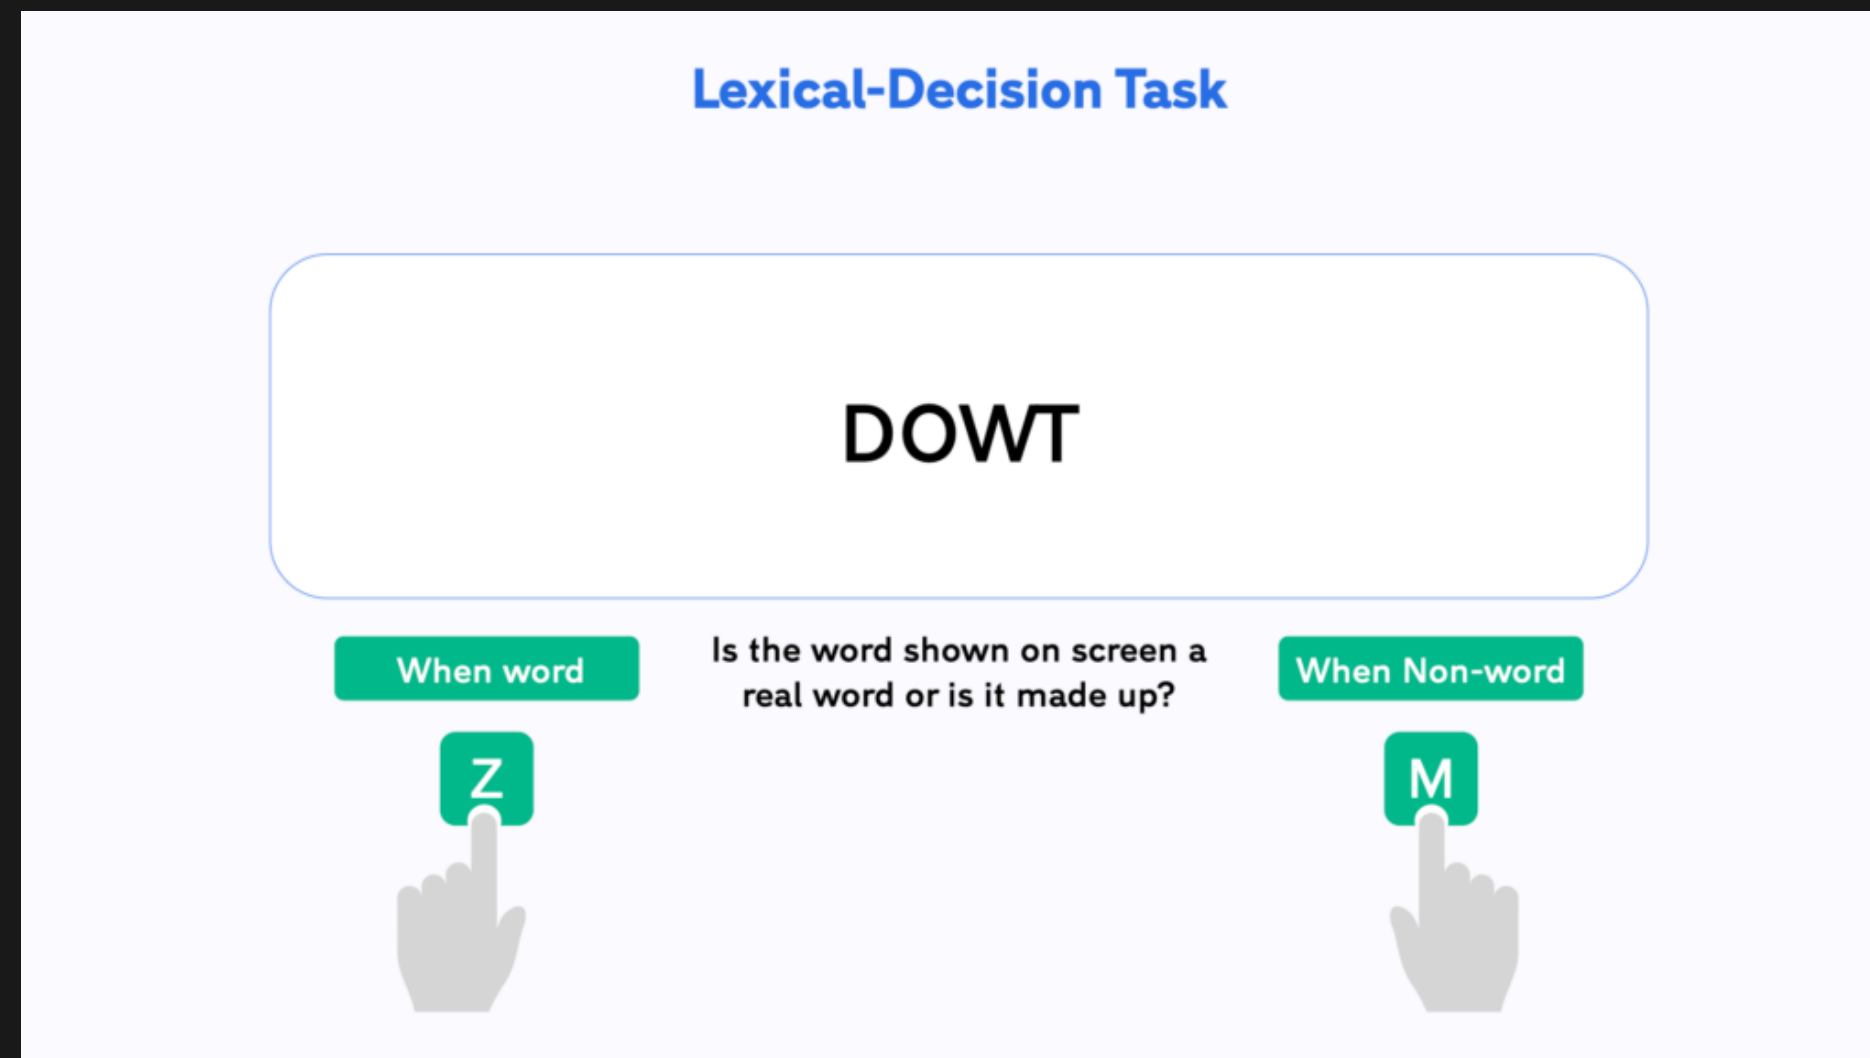 Lexical-Decision Task
DOWT
When word
Is the word shown on screen a
real word or is it made up?
When Non-word
Z
M